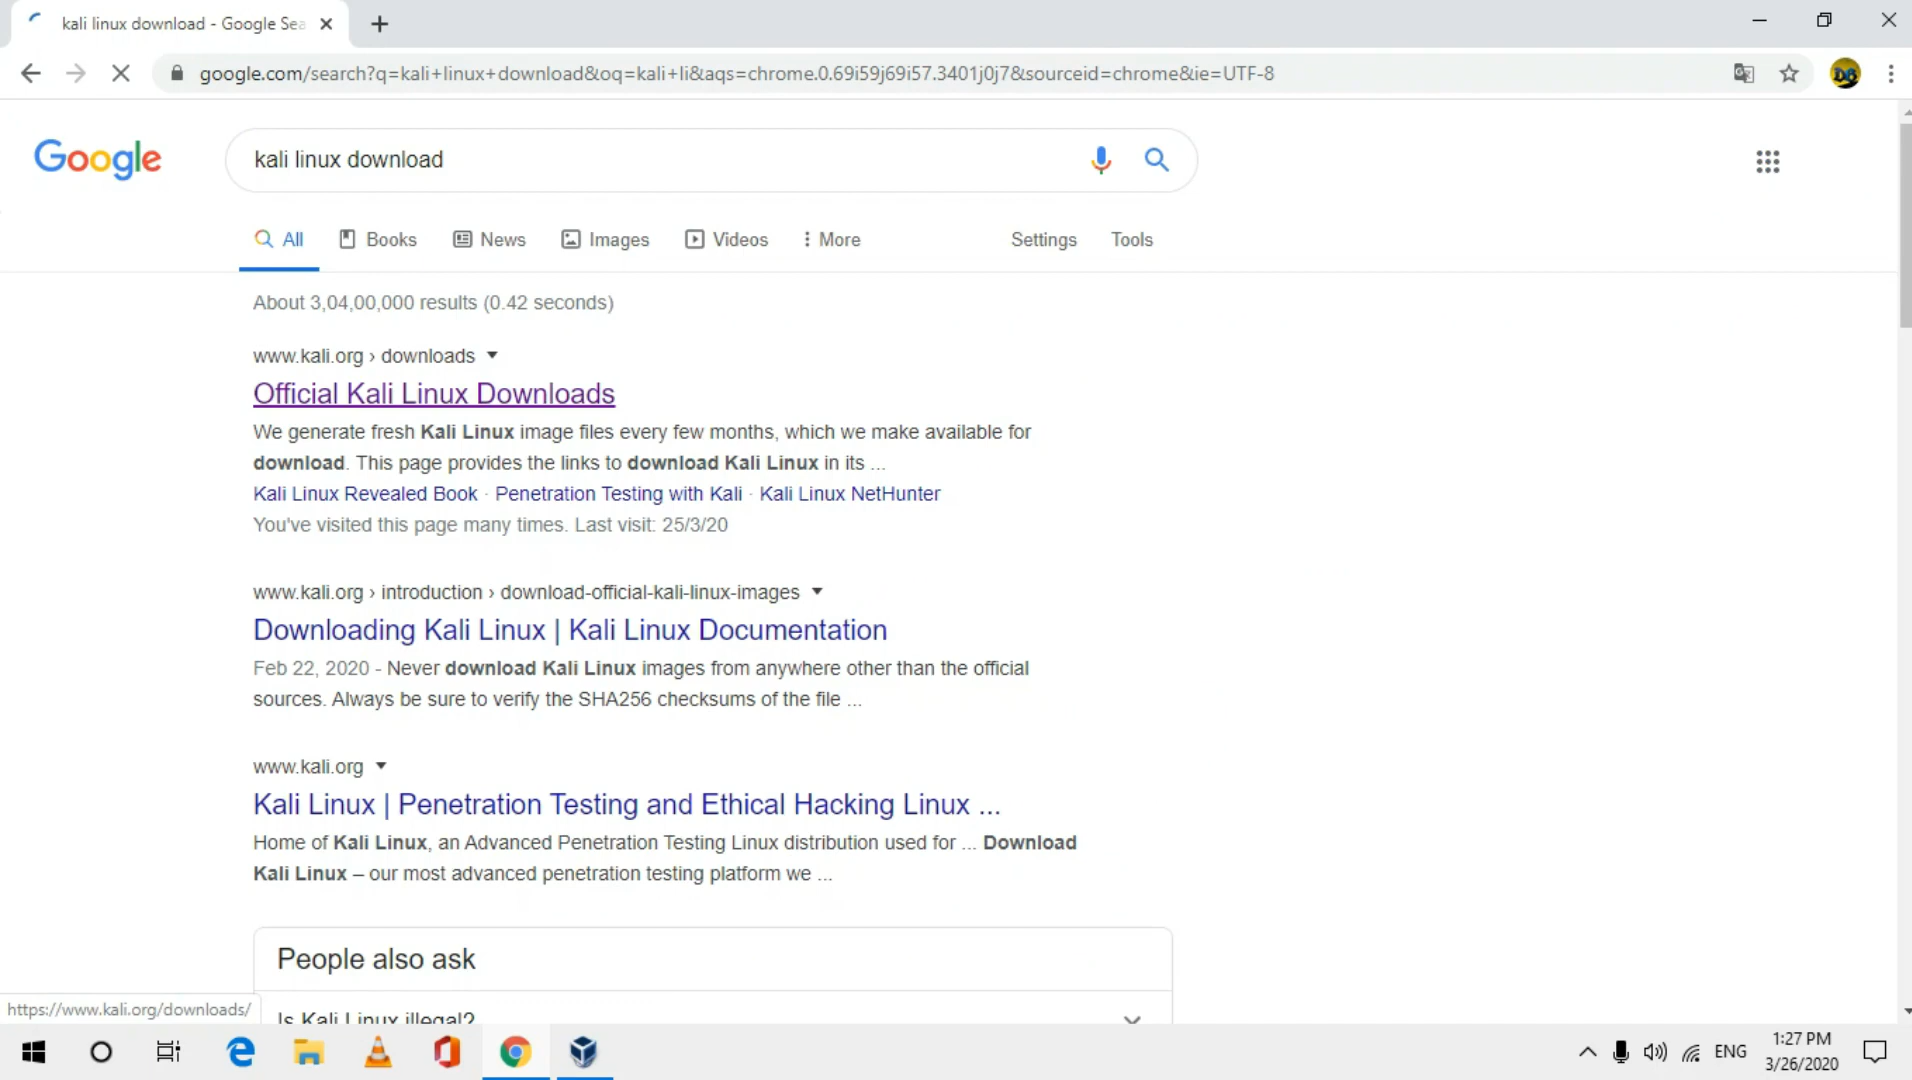 kali linux download - Google Sea
google.com/search?q=kali+linux+download&oq=kali+li&aqs=chrome.0.69i59j69i57.3401j0j7&sourceid=chrome&ie=UTF-8
Google
kali linux download
All Books News Images Videos More Settings Tools
About 3,04,00,000 results (0.42 seconds)
www.kali.org › downloads
Official Kali Linux Downloads
We generate fresh Kali Linux image files every few months, which we make available for
download. This page provides the links to download Kali Linux in its ...
Kali Linux Revealed Book · Penetration Testing with Kali · Kali Linux NetHunter
You've visited this page many times. Last visit: 25/3/20
www.kali.org › introduction › download-official-kali-linux-images
Downloading Kali Linux | Kali Linux Documentation
Feb 22, 2020 - Never download Kali Linux images from anywhere other than the official
sources. Always be sure to verify the SHA256 checksums of the file ...
www.kali.org
Kali Linux | Penetration Testing and Ethical Hacking Linux ...
Home of Kali Linux, an Advanced Penetration Testing Linux distribution used for ... Download
Kali Linux – our most advanced penetration testing platform we ...
People also ask
Is Kali Linux illegal?
https://www.kali.org/downloads/
ENG
1:27 PM
3/26/2020